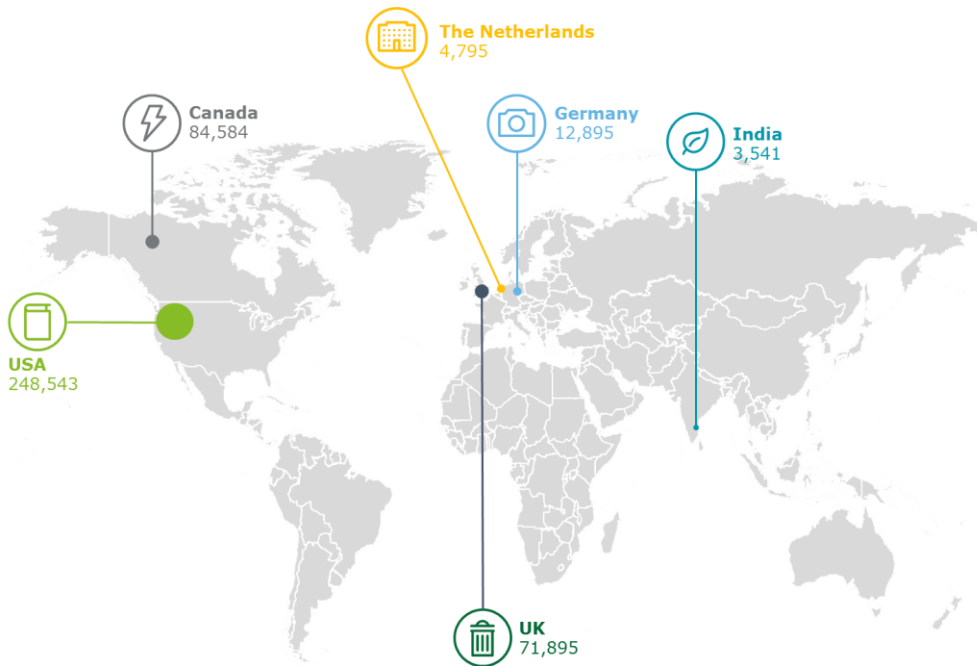 The Netherlands
4,795
Canada
84,584
Germany
12,895
India
3,541
USA
248,543
UK
71,895